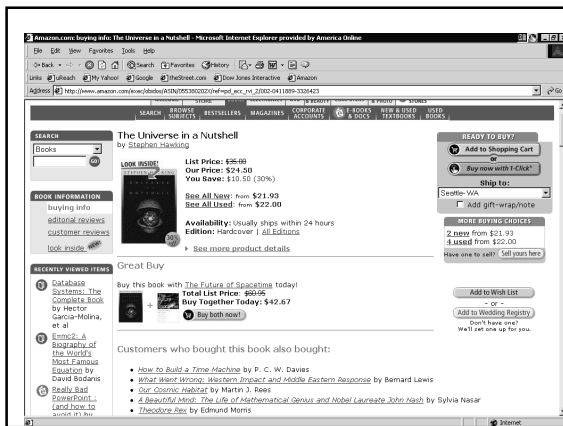 Amazon.com: buying info: The Universe in a Nutshell - Microsoft Internet Explorer provided by America Online
File Edit View Favorites Tools Help
Back Search Favorites History
Links uReach My Yahoo! Google theStreet.com Dow Jones Interactive Amazon
Address http://www.amazon.com/exec/obidos/ASIN/055380202X/ref=pd_ecc_rvi_2/002-0411889-3326423 Go
STORE & BEAUTY & PHOTO STORES
SEARCH BROWSE SUBJECTS BESTSELLERS MAGAZINES CORPORATE ACCOUNTS E-BOOKS & DOCS NEW & USED TEXTBOOKS USED BOOKS
SEARCH
Books
GO!
BOOK INFORMATION
buying info
editorial reviews
customer reviews
look inside
RECENTLY VIEWED ITEMS
Database
Systems: The
Complete Book
by Hector
Garcia-Molina,
et al
E=mc2: A
Biography of
the World's
Most Famous
Equation by
David Bodanis
Really Bad
PowerPoint :
(and how to
avoid it) by
The Universe in a Nutshell
by Stephen Hawking
LOOK INSIDE!
STEPHEN HAWKING
30%
List Price: $35.00
Our Price: $24.50
You Save: $10.50 (30%)
See All New: from $21.93
See All Used: from $22.00
Availability: Usually ships within 24 hours
Edition: Hardcover | All Editions
See more product details
Great Buy
Buy this book with The Future of Spacetime today!
Total List Price: $60.95
Buy Together Today: $42.67
Buy both now!
Customers who bought this book also bought:
• How to Build a Time Machine by P. C. W. Davies
• What Went Wrong: Western Impact and Middle Eastern Response by Bernard Lewis
• Our Cosmic Habitat by Martin J. Rees
• A Beautiful Mind: The Life of Mathematical Genius and Nobel Laureate John Nash by Sylvia Nasar
• Theodore Rex by Edmund Morris
READY TO BUY?
Add to Shopping Cart
or
Buy now with 1-Click
Ship to:
Seattle- WA
Add gift-wrap/note
MORE BUYING CHOICES
2 new from $21.93
4 used from $22.00
Have one to sell? Sell yours here
Add to Wish List
- or -
Add to Wedding Registry
Don't have one?
We'll set one up for you.
Internet